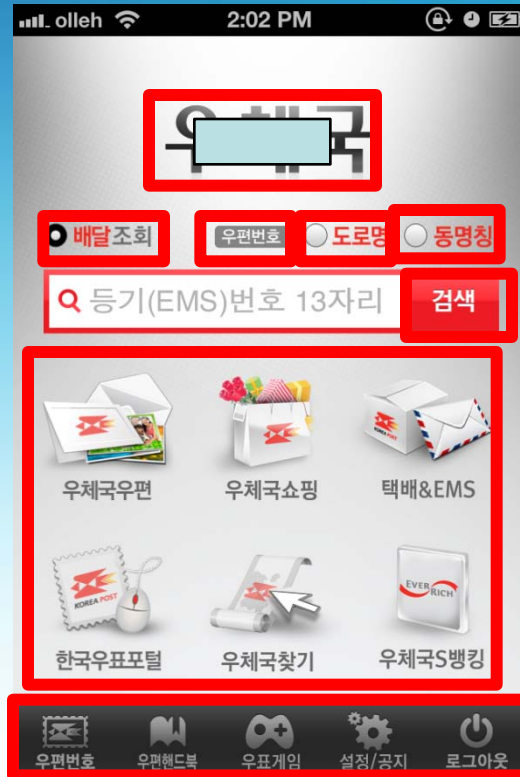 olleh 2:02 PM
우체국
배달조회 우편번호 도로명 동명칭
등기(EMS)번호 13자리 검색
우체국우편 우체국쇼핑 택배&EMS
KOREA POST
KOREA POST
EVER RICH
한국우표포털 우체국찾기 우체국S뱅킹
우편번호 우편핸드북 우표게임 설정/공지 로그아웃